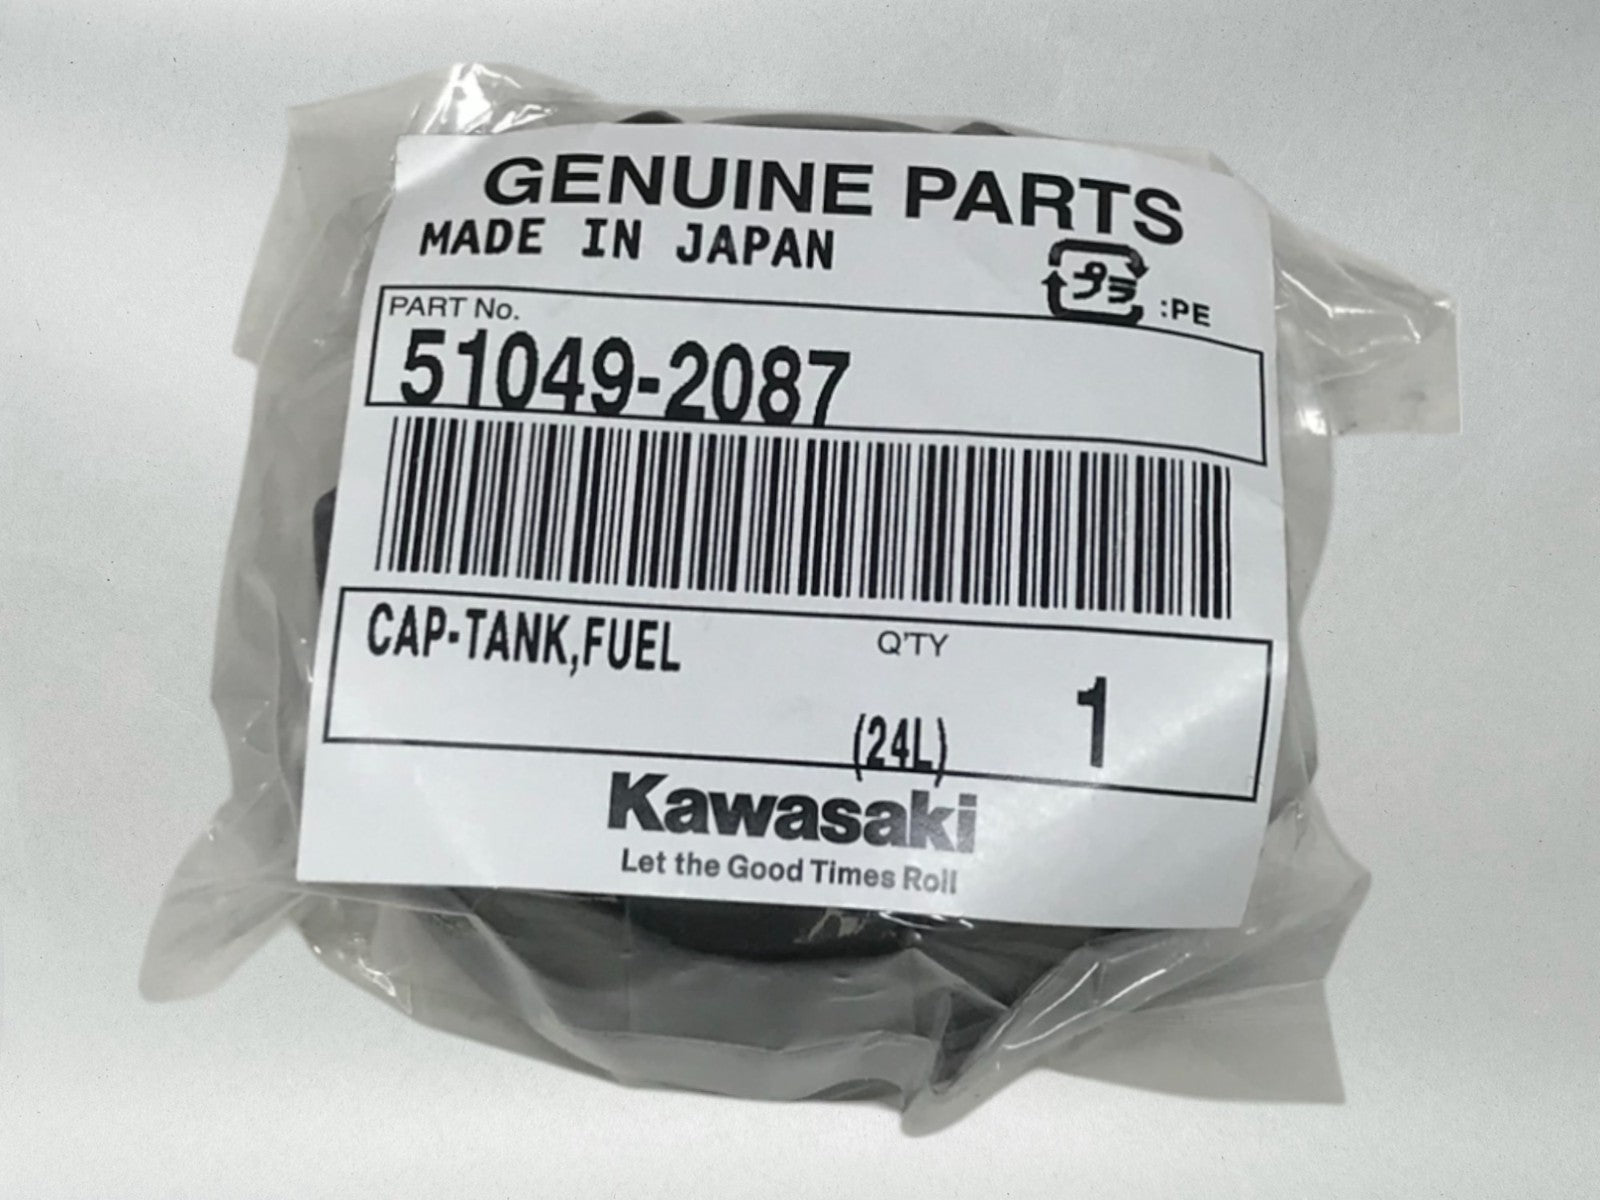 GENUINE PARTS
MADE IN JAPAN
プラ :PE
PART No.
51049-2087
CAP-TANK,FUEL
Q'TY
(24L) 1
Kawasaki
Let the Good Times Roll